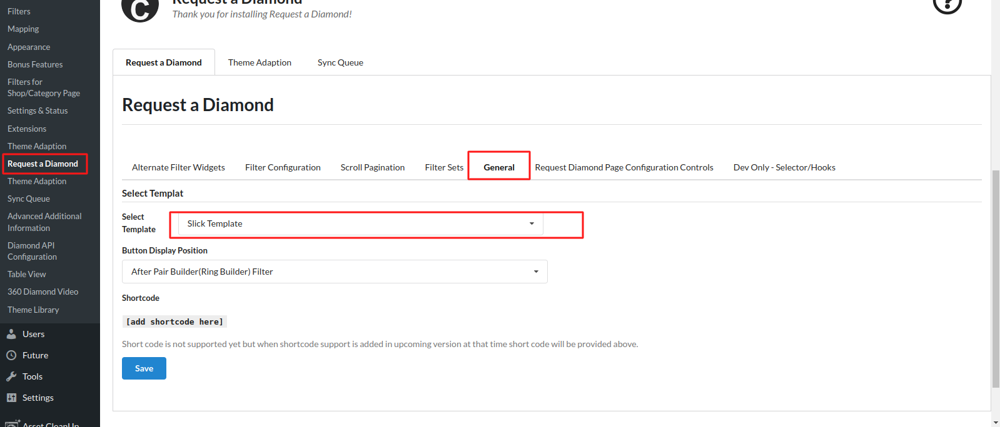 Filters
Mapping
Appearance
Bonus Features
Filters for
Shop/Category Page
Settings & Status
Extensions
Theme Adaption
Request a Diamond
Theme Adaption
Sync Queue
Advanced Additional
Information
Diamond API
Configuration
Table View
360 Diamond Video
Theme Library
Users
Future
Tools
Settings
Asset CleanUp
C
Request a Diamond
Thank you for installing Request a Diamond!
?
Request a Diamond Theme Adaption Sync Queue
Request a Diamond
Alternate Filter Widgets Filter Configuration Scroll Pagination Filter Sets General Request Diamond Page Configuration Controls Dev Only - Selector/Hooks
Select Templat
Select
Template
Slick Template
Button Display Position
After Pair Builder(Ring Builder) Filter
Shortcode
[add shortcode here]
Short code is not supported yet but when shortcode support is added in upcoming version at that time short code will be provided above.
Save